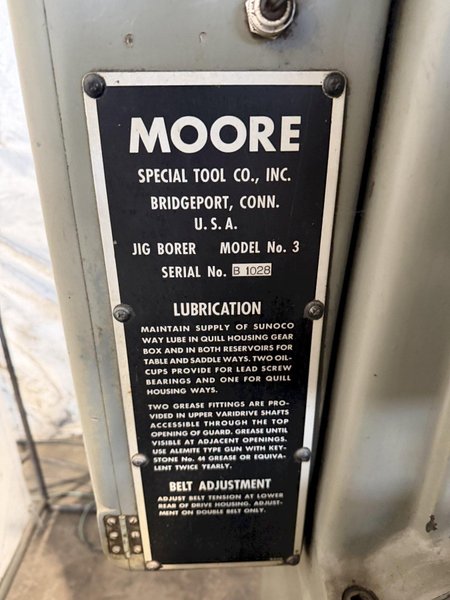 MOORE
SPECIAL TOOL CO., INC.
BRIDGEPORT, CONN.
U. S. A.
JIG BORER MODEL No. 3
SERIAL No. B 1028
LUBRICATION
MAINTAIN SUPPLY OF SUNOCO
WAY LUBE IN QUILL HOUSING GEAR
BOX AND IN BOTH RESERVOIRS FOR
TABLE AND SADDLE WAYS. TWO OIL-
CUPS PROVIDE FOR LEAD SCREW
BEARINGS AND ONE FOR QUILL
HOUSING WAYS.
TWO GREASE FITTINGS ARE PRO-
VIDED IN UPPER VARIDRIVE SHAFTS
ACCESSIBLE THROUGH THE TOP
OPENING OF GUARD. GREASE UNTIL
VISIBLE AT ADJACENT OPENINGS.
USE ALEMITE TYPE GUN WITH KEY-
STONE No. 44 GREASE OR EQUIVA-
LENT TWICE YEARLY.
BELT ADJUSTMENT
ADJUST BELT TENSION AT LOWER
REAR OF DRIVE HOUSING. ADJUST-
MENT ON DOUBLE BELT ONLY.